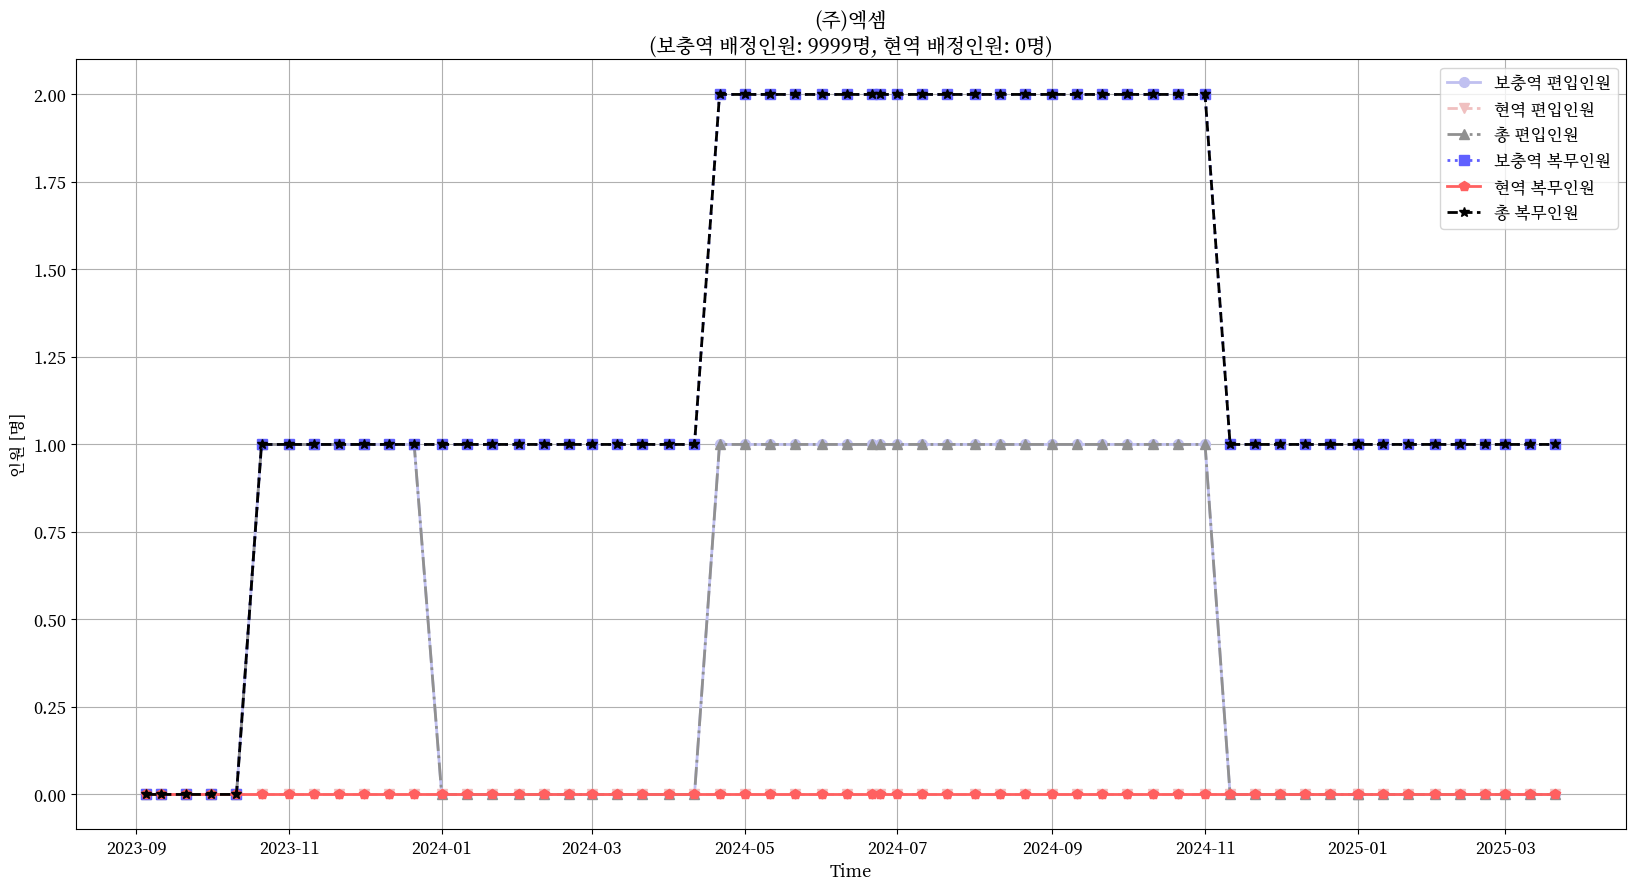 (주)엑셈
(보충역 배정인원: 9999명, 현역 배정인원: 0명)
보충역 편입인원
현역 편입인원
총 편입인원
보충역 복무인원
현역 복무인원
총 복무인원
인원 [명]
2.00
1.75
1.50
1.25
1.00
0.75
0.50
0.25
0.00
2023-09 2023-11 2024-01 2024-03 2024-05 2024-07 2024-09 2024-11 2025-01 2025-03
Time